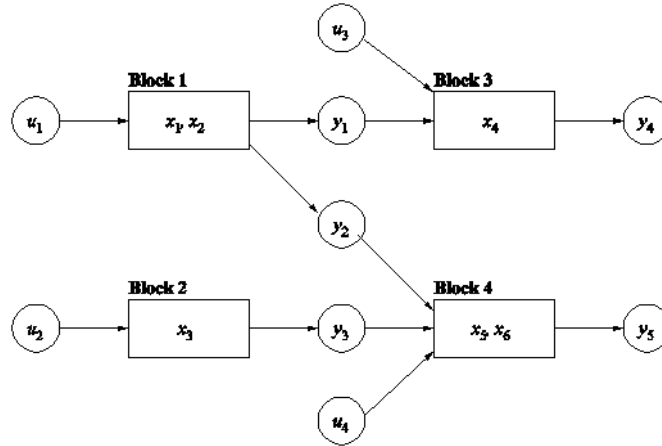 u₃
Block 1
Block 3
u₁
x₁, x₂
y₁
x₄
y₄
y₂
Block 2
Block 4
u₂
x₃
y₃
x₅, x₆
y₅
u₄